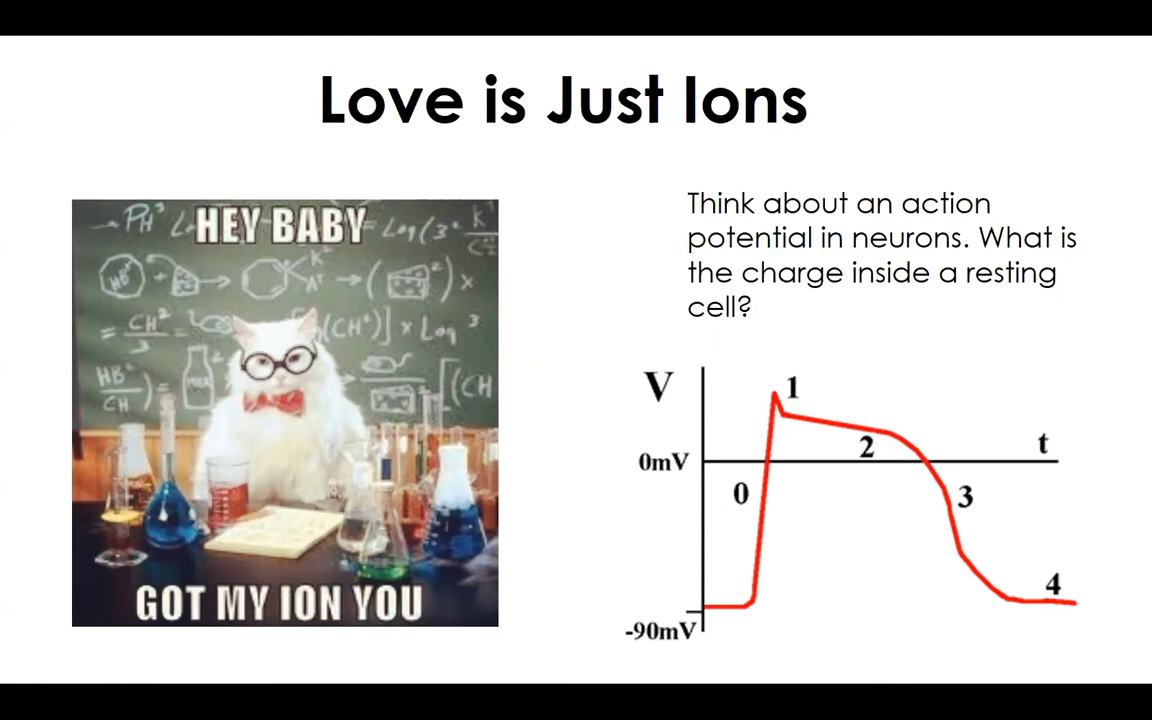 Love is Just Ions
HEY BABY
GOT MY ION YOU
Think about an action
potential in neurons. What is
the charge inside a resting
cell?
V
1
0mV
2
t
0
3
4
-90mV